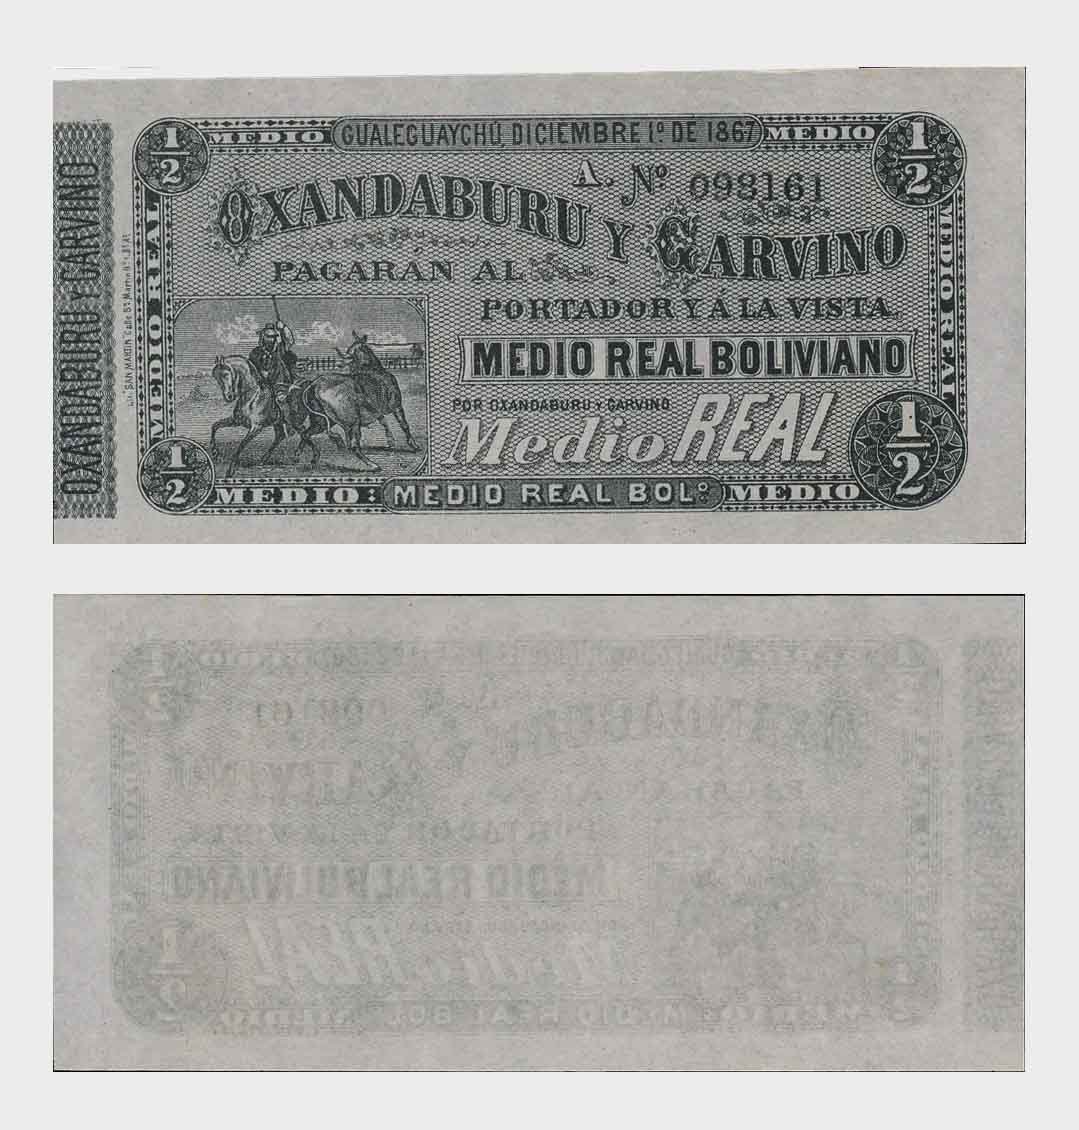 1/2 MEDIO GUALEGUAYCHÚ, DICIEMBRE 1º DE 1867 MEDIO 1/2
A. Nº 098161
OXANDABURU Y GARVINO
PAGARÁN AL
PORTADOR Y Á LA VISTA
MEDIO REAL BOLIVIANO
POR OXANDABURU Y GARVINO
Medio REAL
1/2 MEDIO: MEDIO REAL BOLº MEDIO 1/2
MEDIO REAL
MEDIO REAL
OXANDABURU Y GARVINO